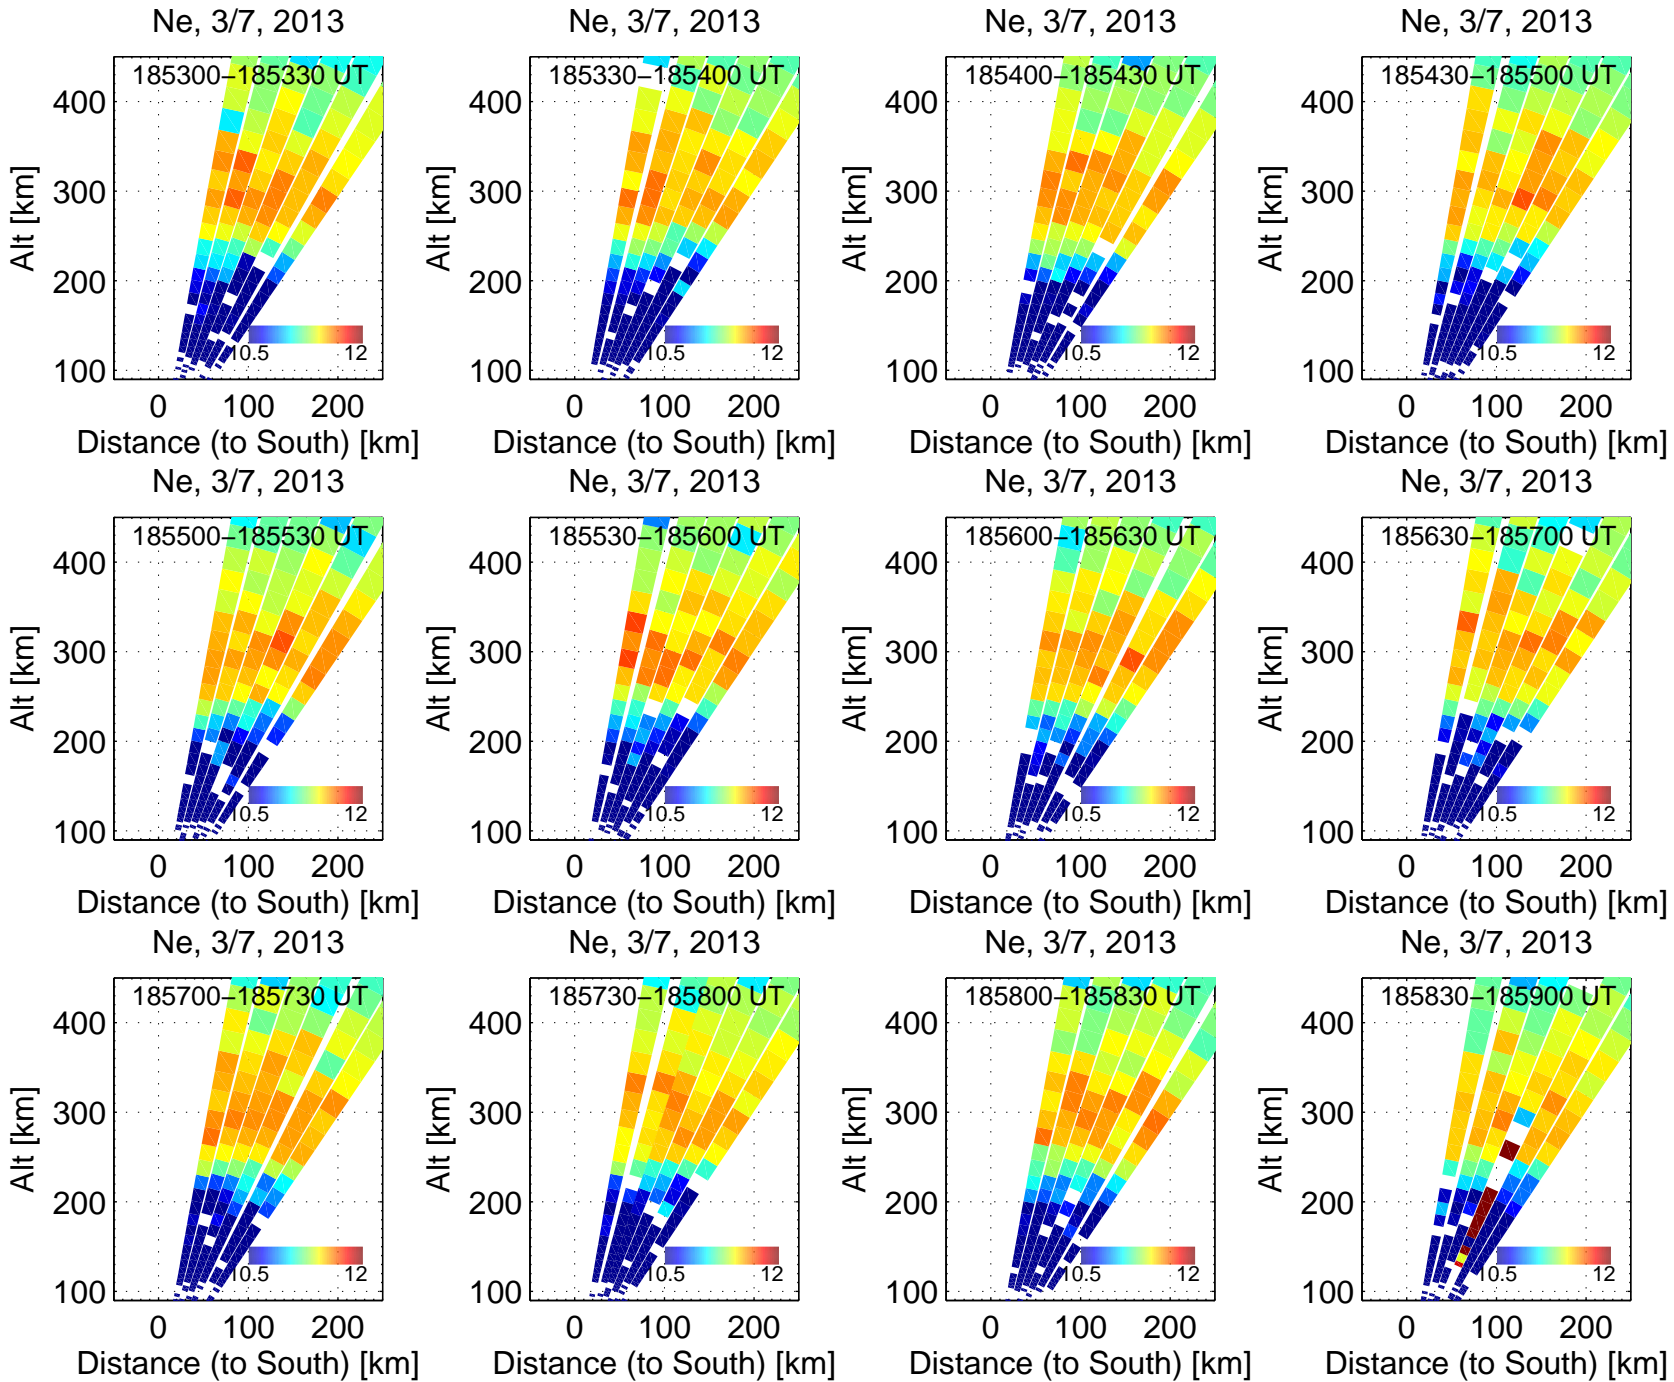 Ne, 3/7, 2013
185300−185330 UT
400
300
200
100
Alt [km]
10.5 12
0 100 200
Distance (to South) [km]
Ne, 3/7, 2013
185330−185400 UT
400
300
200
100
Alt [km]
10.5 12
0 100 200
Distance (to South) [km]
Ne, 3/7, 2013
185400−185430 UT
400
300
200
100
Alt [km]
10.5 12
0 100 200
Distance (to South) [km]
Ne, 3/7, 2013
185430−185500 UT
400
300
200
100
Alt [km]
10.5 12
0 100 200
Distance (to South) [km]
Ne, 3/7, 2013
185500−185530 UT
400
300
200
100
Alt [km]
10.5 12
0 100 200
Distance (to South) [km]
Ne, 3/7, 2013
185530−185600 UT
400
300
200
100
Alt [km]
10.5 12
0 100 200
Distance (to South) [km]
Ne, 3/7, 2013
185600−185630 UT
400
300
200
100
Alt [km]
10.5 12
0 100 200
Distance (to South) [km]
Ne, 3/7, 2013
185630−185700 UT
400
300
200
100
Alt [km]
10.5 12
0 100 200
Distance (to South) [km]
Ne, 3/7, 2013
185700−185730 UT
400
300
200
100
Alt [km]
10.5 12
0 100 200
Distance (to South) [km]
Ne, 3/7, 2013
185730−185800 UT
400
300
200
100
Alt [km]
10.5 12
0 100 200
Distance (to South) [km]
Ne, 3/7, 2013
185800−185830 UT
400
300
200
100
Alt [km]
10.5 12
0 100 200
Distance (to South) [km]
Ne, 3/7, 2013
185830−185900 UT
400
300
200
100
Alt [km]
10.5 12
0 100 200
Distance (to South) [km]